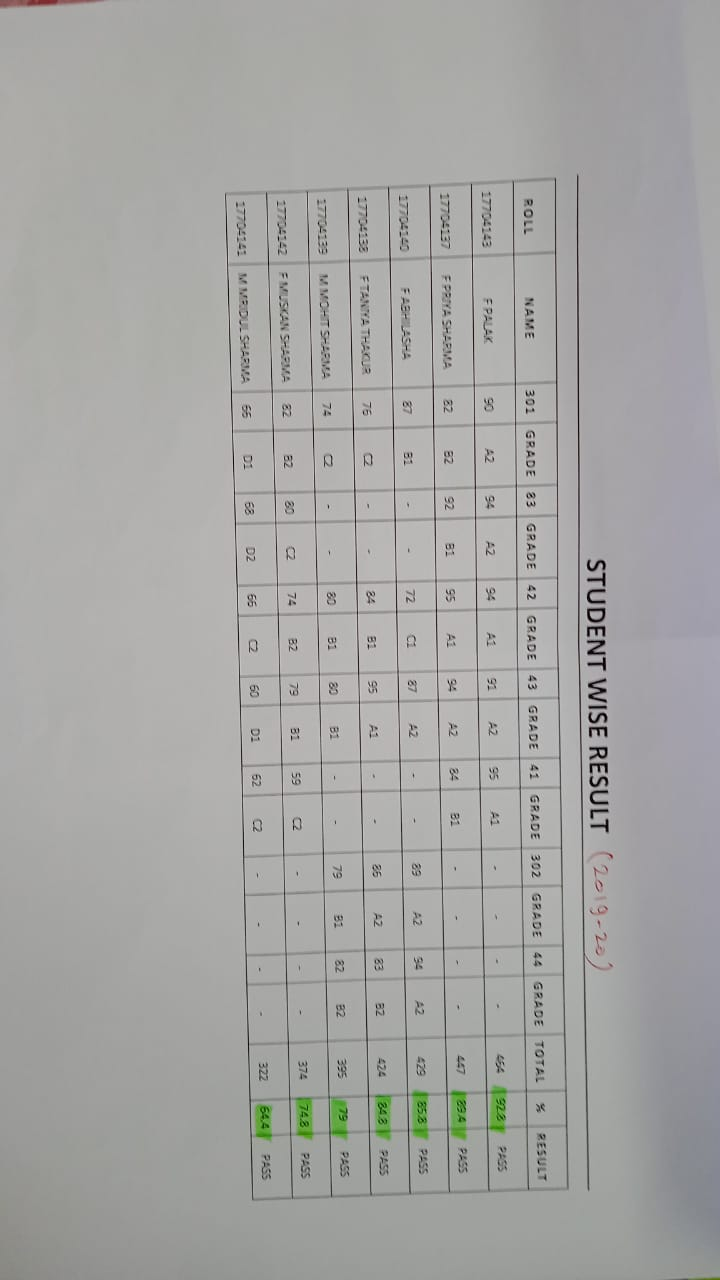 STUDENT WISE RESULT (2019-20)
ROLL NAME 301 GRADE 83 GRADE 42 GRADE 43 GRADE 41 GRADE 302 GRADE 44 GRADE TOTAL % RESULT
17704143 F PALAK 90 A2 94 A2 94 A1 91 A2 95 A1 - - - - 464 92.8 PASS
17704137 F PRIYA SHARMA 82 B2 92 B1 95 A1 94 A2 84 B1 - - - - 447 89.4 PASS
17704140 F ABHILASHA 87 B1 - - 72 C1 87 A2 - - 89 A2 94 A2 429 85.8 PASS
17704138 F TANIYA THAKUR 76 C2 - - 84 B1 95 A1 - - 86 A2 83 B2 424 84.8 PASS
17704139 M MOHIT SHARMA 74 C2 - - 80 B1 80 B1 - - 79 B1 82 B2 395 79 PASS
17704142 F MUSKAN SHARMA 82 B2 80 C2 74 B2 79 B1 59 C2 - - - - 374 74.8 PASS
17704141 M MRIDUL SHARMA 66 D1 68 D2 66 C2 60 D1 62 C2 - - - - 322 64.4 PASS